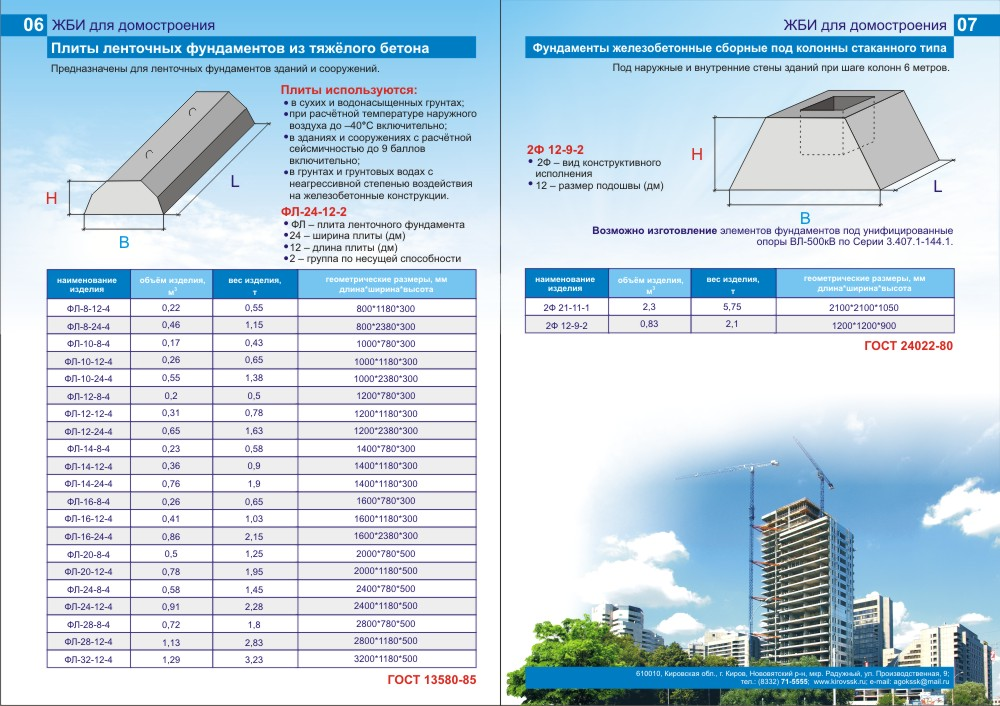 06 ЖБИ для домостроения
Плиты ленточных фундаментов из тяжёлого бетона
Предназначены для ленточных фундаментов зданий и сооружений.
H
B
L
Плиты используются:
• в сухих и водонасыщенных грунтах;
• при расчётной температуре наружного
воздуха до –40°С включительно;
• в зданиях и сооружениях с расчётной
сейсмичностью до 9 баллов
включительно;
• в грунтах и грунтовых водах с
неагрессивной степенью воздействия
на железобетонные конструкции.
ФЛ-24-12-2
• ФЛ – плита ленточного фундамента
• 24 – ширина плиты (дм)
• 12 – длина плиты (дм)
• 2 – группа по несущей способности
наименование изделия объём изделия, м³ вес изделия, т геометрические размеры, мм длина*ширина*высота
ФЛ-8-12-4 0,22 0,55 800*1180*300
ФЛ-8-24-4 0,46 1,15 800*2380*300
ФЛ-10-8-4 0,17 0,43 1000*780*300
ФЛ-10-12-4 0,26 0,65 1000*1180*300
ФЛ-10-24-4 0,55 1,38 1000*2380*300
ФЛ-12-8-4 0,2 0,5 1200*780*300
ФЛ-12-12-4 0,31 0,78 1200*1180*300
ФЛ-12-24-4 0,65 1,63 1200*2380*300
ФЛ-14-8-4 0,23 0,58 1400*780*300
ФЛ-14-12-4 0,36 0,9 1400*1180*300
ФЛ-14-24-4 0,76 1,9 1400*1180*300
ФЛ-16-8-4 0,26 0,65 1600*780*300
ФЛ-16-12-4 0,41 1,03 1600*1180*300
ФЛ-16-24-4 0,86 2,15 1600*2380*300
ФЛ-20-8-4 0,5 1,25 2000*780*500
ФЛ-20-12-4 0,78 1,95 2000*1180*500
ФЛ-24-8-4 0,58 1,45 2400*780*500
ФЛ-24-12-4 0,91 2,28 2400*1180*500
ФЛ-28-8-4 0,72 1,8 2800*780*500
ФЛ-28-12-4 1,13 2,83 2800*1180*500
ФЛ-32-12-4 1,29 3,23 3200*1180*500
ГОСТ 13580-85
ЖБИ для домостроения 07
Фундаменты железобетонные сборные под колонны стаканного типа
Под наружные и внутренние стены зданий при шаге колонн 6 метров.
2Ф 12-9-2
• 2Ф – вид конструктивного
исполнения
• 12 – размер подошвы (дм)
H
B
L
Возможно изготовление элементов фундаментов под унифицированные
опоры ВЛ-500кВ по Серии 3.407.1-144.1.
наименование изделия объём изделия, м³ вес изделия, т геометрические размеры, мм длина*ширина*высота
2Ф 21-11-1 2,3 5,75 2100*2100*1050
2Ф 12-9-2 0,83 2,1 1200*1200*900
ГОСТ 24022-80
610010, Кировская обл., г. Киров, Нововятский р-н, мкр. Радужный, ул. Производственная, 9;
тел.: (8332) 71-5555; www.kirovssk.ru; e-mail: agokssk@mail.ru